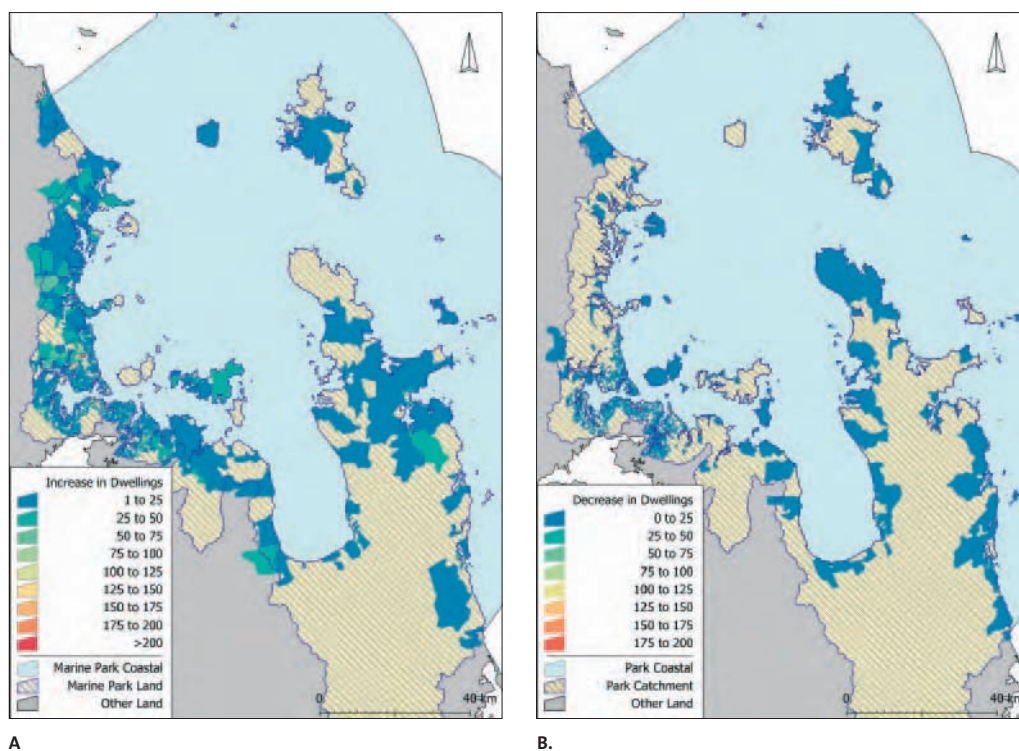 Increase in Dwellings
1 to 25
25 to 50
50 to 75
75 to 100
100 to 125
125 to 150
150 to 175
175 to 200
>200
Marine Park Coastal
Marine Park Land
Other Land
0 40 km
A
Decrease in Dwellings
0 to 25
25 to 50
50 to 75
75 to 100
100 to 125
125 to 150
150 to 175
175 to 200
Park Coastal
Park Catchment
Other Land
0 40 km
B.